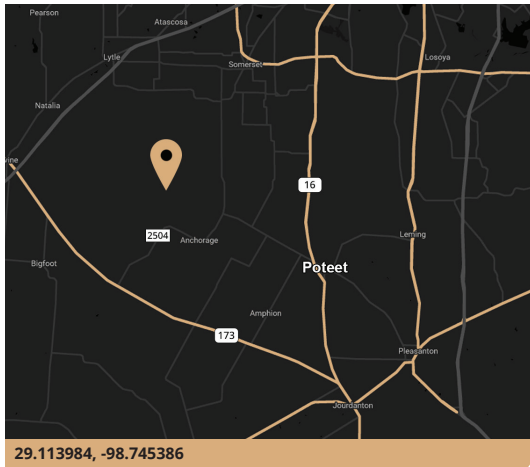 Pearson
Atascosa
Lytle
Somerset
Losoya
Natalia
vine
16
2504
Anchorage
Leming
Bigfoot
Poteet
Amphion
173
Pleasanton
Jourdanton
29.113984, -98.745386